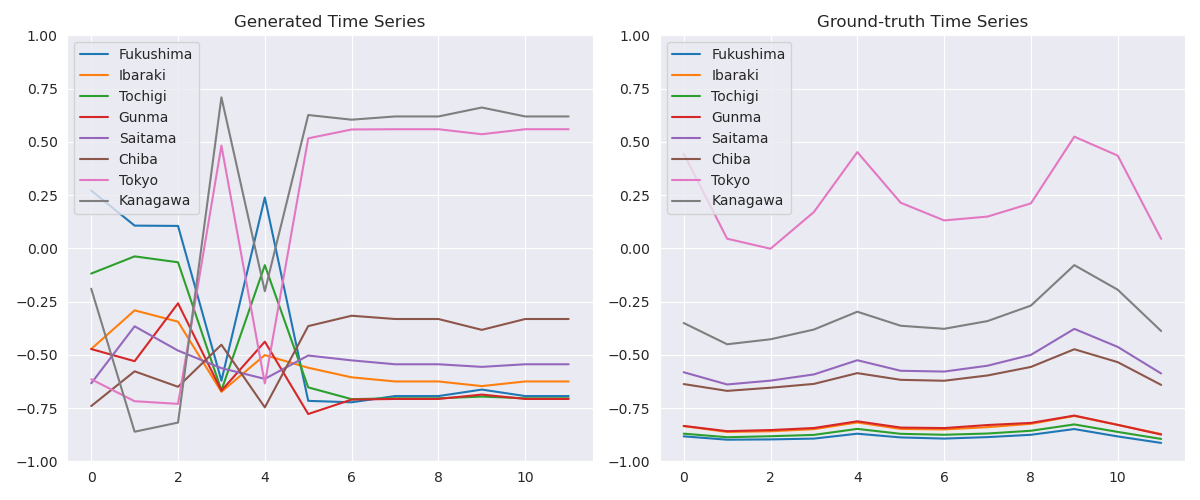 Generated Time Series
1.00
0.75
0.50
0.25
0.00
−0.25
−0.50
−0.75
−1.00
Fukushima
Ibaraki
Tochigi
Gunma
Saitama
Chiba
Tokyo
Kanagawa
0 2 4 6 8 10
Ground-truth Time Series
1.00
0.75
0.50
0.25
0.00
−0.25
−0.50
−0.75
−1.00
Fukushima
Ibaraki
Tochigi
Gunma
Saitama
Chiba
Tokyo
Kanagawa
0 2 4 6 8 10